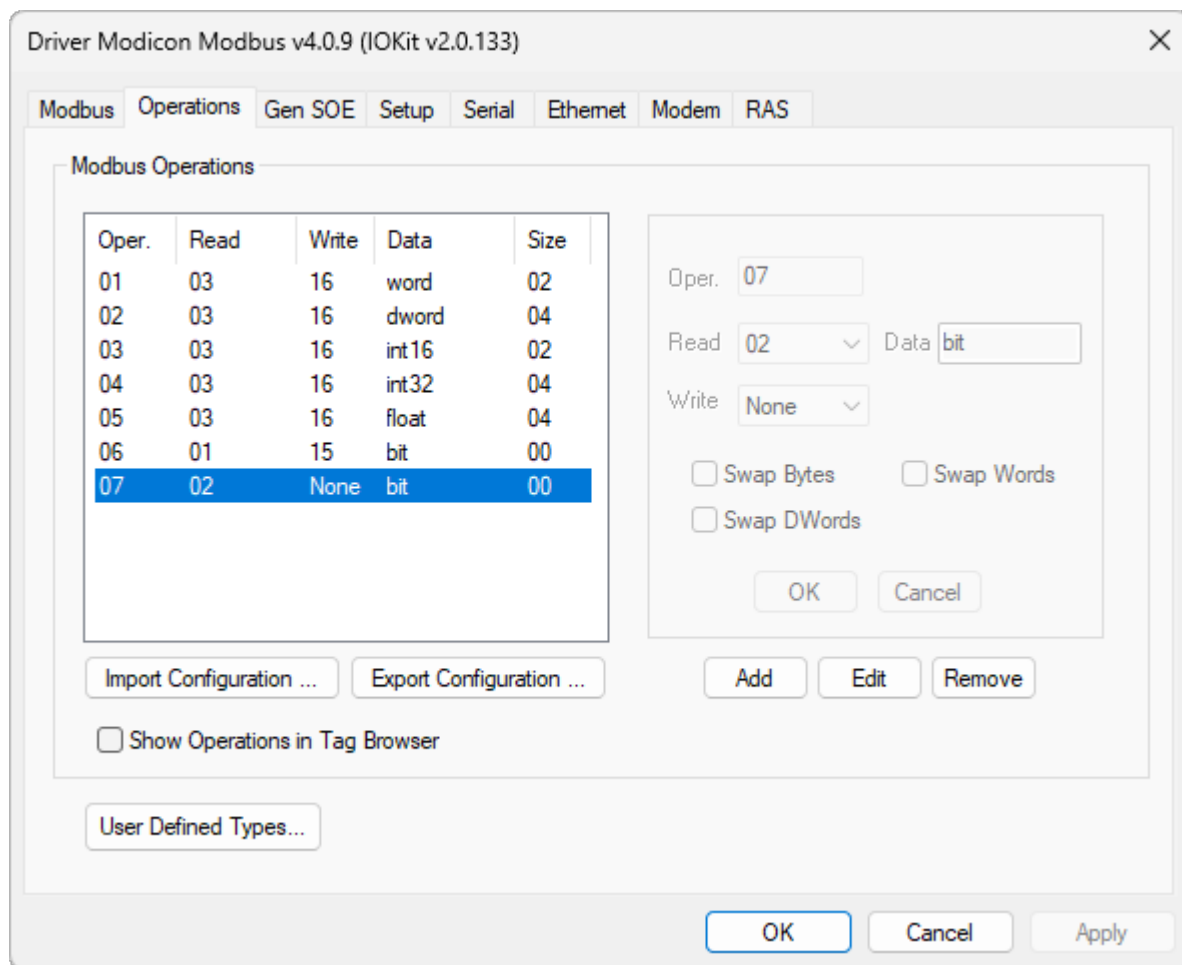 Driver Modicon Modbus v4.0.9 (IOKit v2.0.133)
Modbus Operations Gen SOE Setup Serial Ethernet Modem RAS
Modbus Operations
Oper. Read Write Data Size
01 03 16 word 02
02 03 16 dword 04
03 03 16 int16 02
04 03 16 int32 04
05 03 16 float 04
06 01 15 bit 00
07 02 None bit 00
Oper. 07
Read 02 Data bit
Write None
Swap Bytes Swap Words
Swap DWords
OK Cancel
Import Configuration ... Export Configuration ... Add Edit Remove
Show Operations in Tag Browser
User Defined Types...
OK Cancel Apply